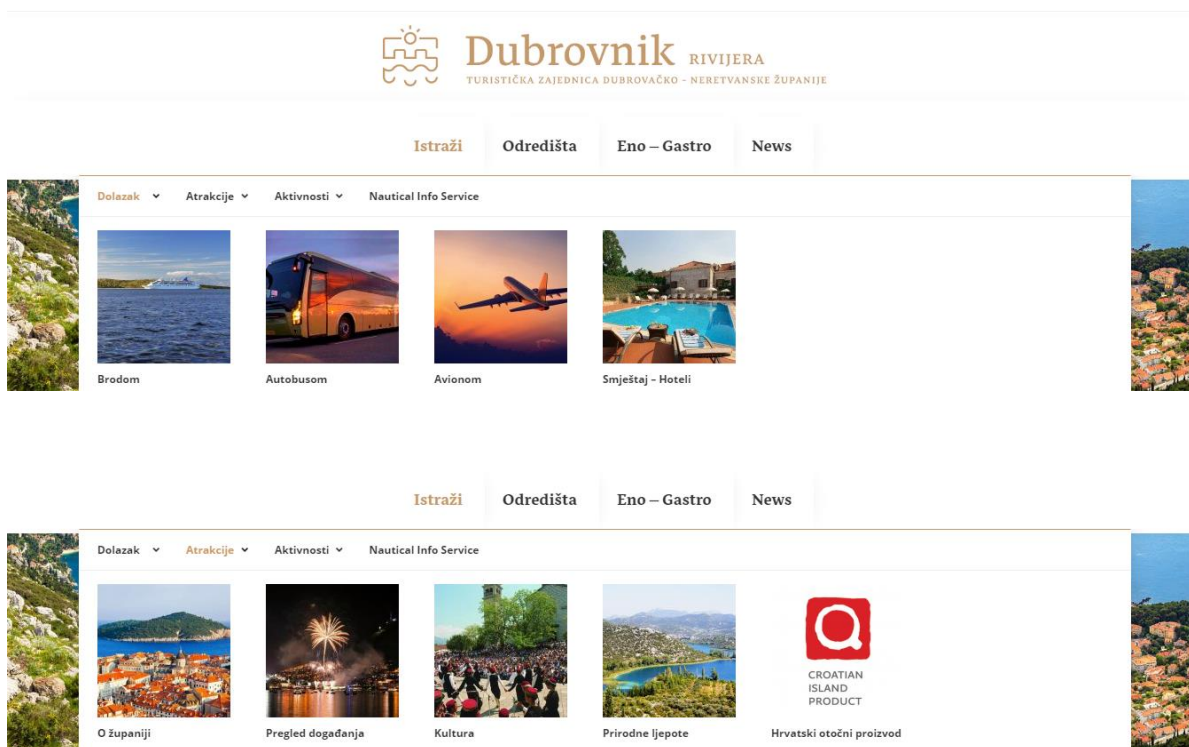 Dubrovnik RIVIJERA
TURISTIČKA ZAJEDNICA DUBROVAČKO – NERETVANSKE ŽUPANIJE
Istraži Odredišta Eno – Gastro News
Dolazak Atrakcije Aktivnosti Nautical Info Service
Brodom Autobusom Avionom Smještaj – Hoteli
Istraži Odredišta Eno – Gastro News
Dolazak Atrakcije Aktivnosti Nautical Info Service
CROATIAN
ISLAND
PRODUCT
O županiji Pregled događanja Kultura Prirodne ljepote Hrvatski otočni proizvod